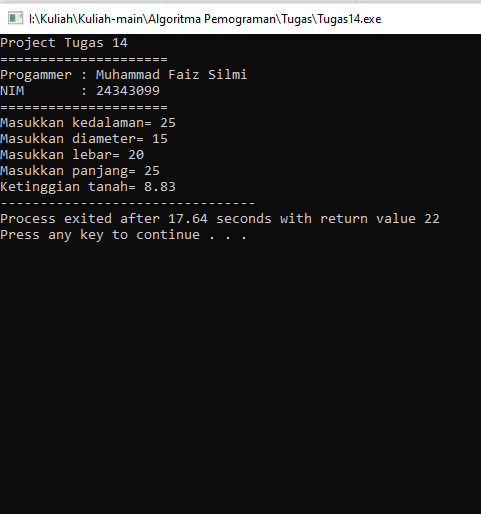 I:\Kuliah\Kuliah-main\Algoritma Pemograman\Tugas\Tugas14.exe
Project Tugas 14
=====================
Progammer : Muhammad Faiz Silmi
NIM       : 24343099
=====================
Masukkan kedalaman= 25
Masukkan diameter= 15
Masukkan lebar= 20
Masukkan panjang= 25
Ketinggian tanah= 8.83
--------------------------------
Process exited after 17.64 seconds with return value 22
Press any key to continue . . .